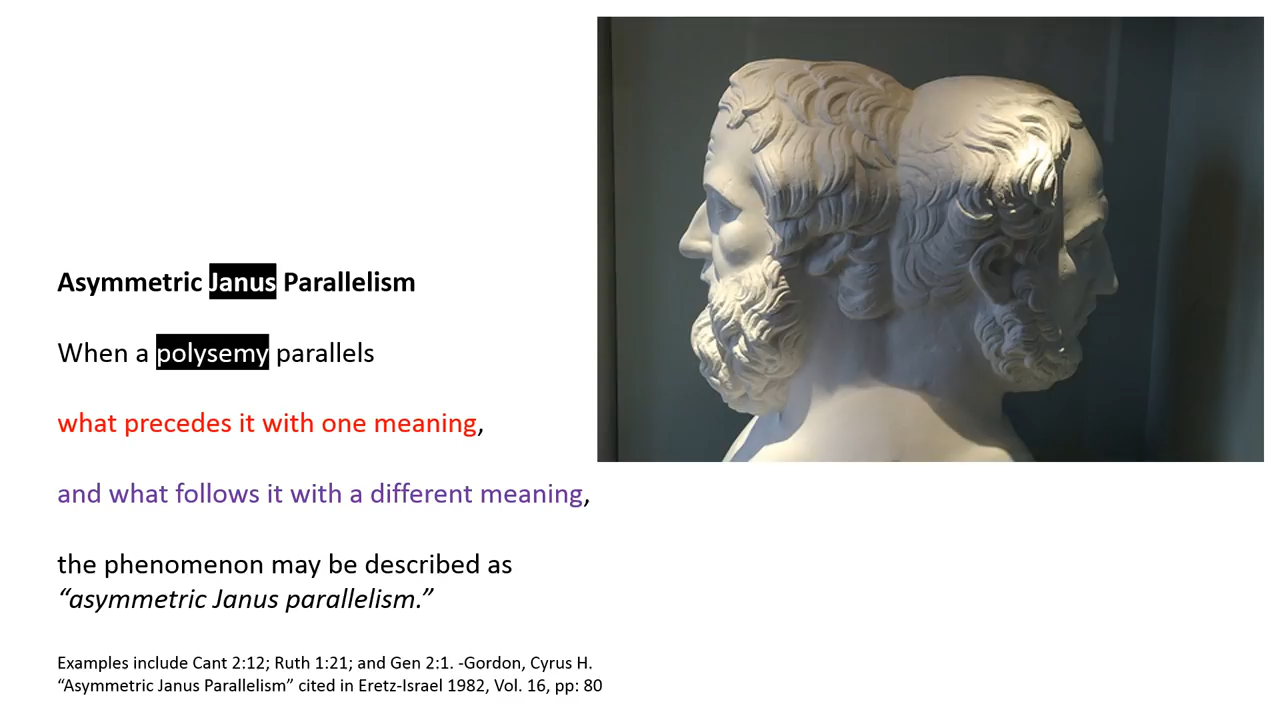 Asymmetric Janus Parallelism
When a polysemy parallels
what precedes it with one meaning,
and what follows it with a different meaning,
the phenomenon may be described as
“asymmetric Janus parallelism.”
Examples include Cant 2:12; Ruth 1:21; and Gen 2:1. -Gordon, Cyrus H.
“Asymmetric Janus Parallelism” cited in Eretz-Israel 1982, Vol. 16, pp: 80